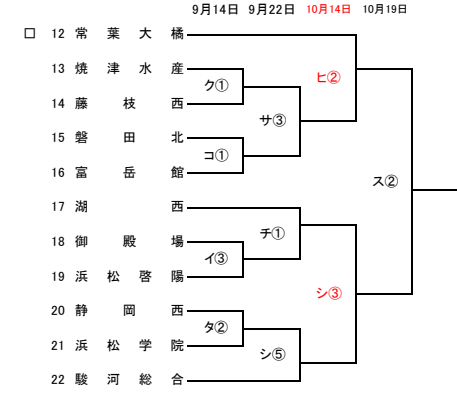 9月14日 9月22日 10月14日 10月19日
□ 12 常葉大橘
13 焼津水産
ク①
ヒ②
14 藤枝西
サ③
15 磐田北
コ①
16 富岳館
ス②
17 湖西
チ①
18 御殿場
イ③
19 浜松啓陽
シ③
20 静岡西
タ②
21 浜松学院
シ⑤
22 駿河総合